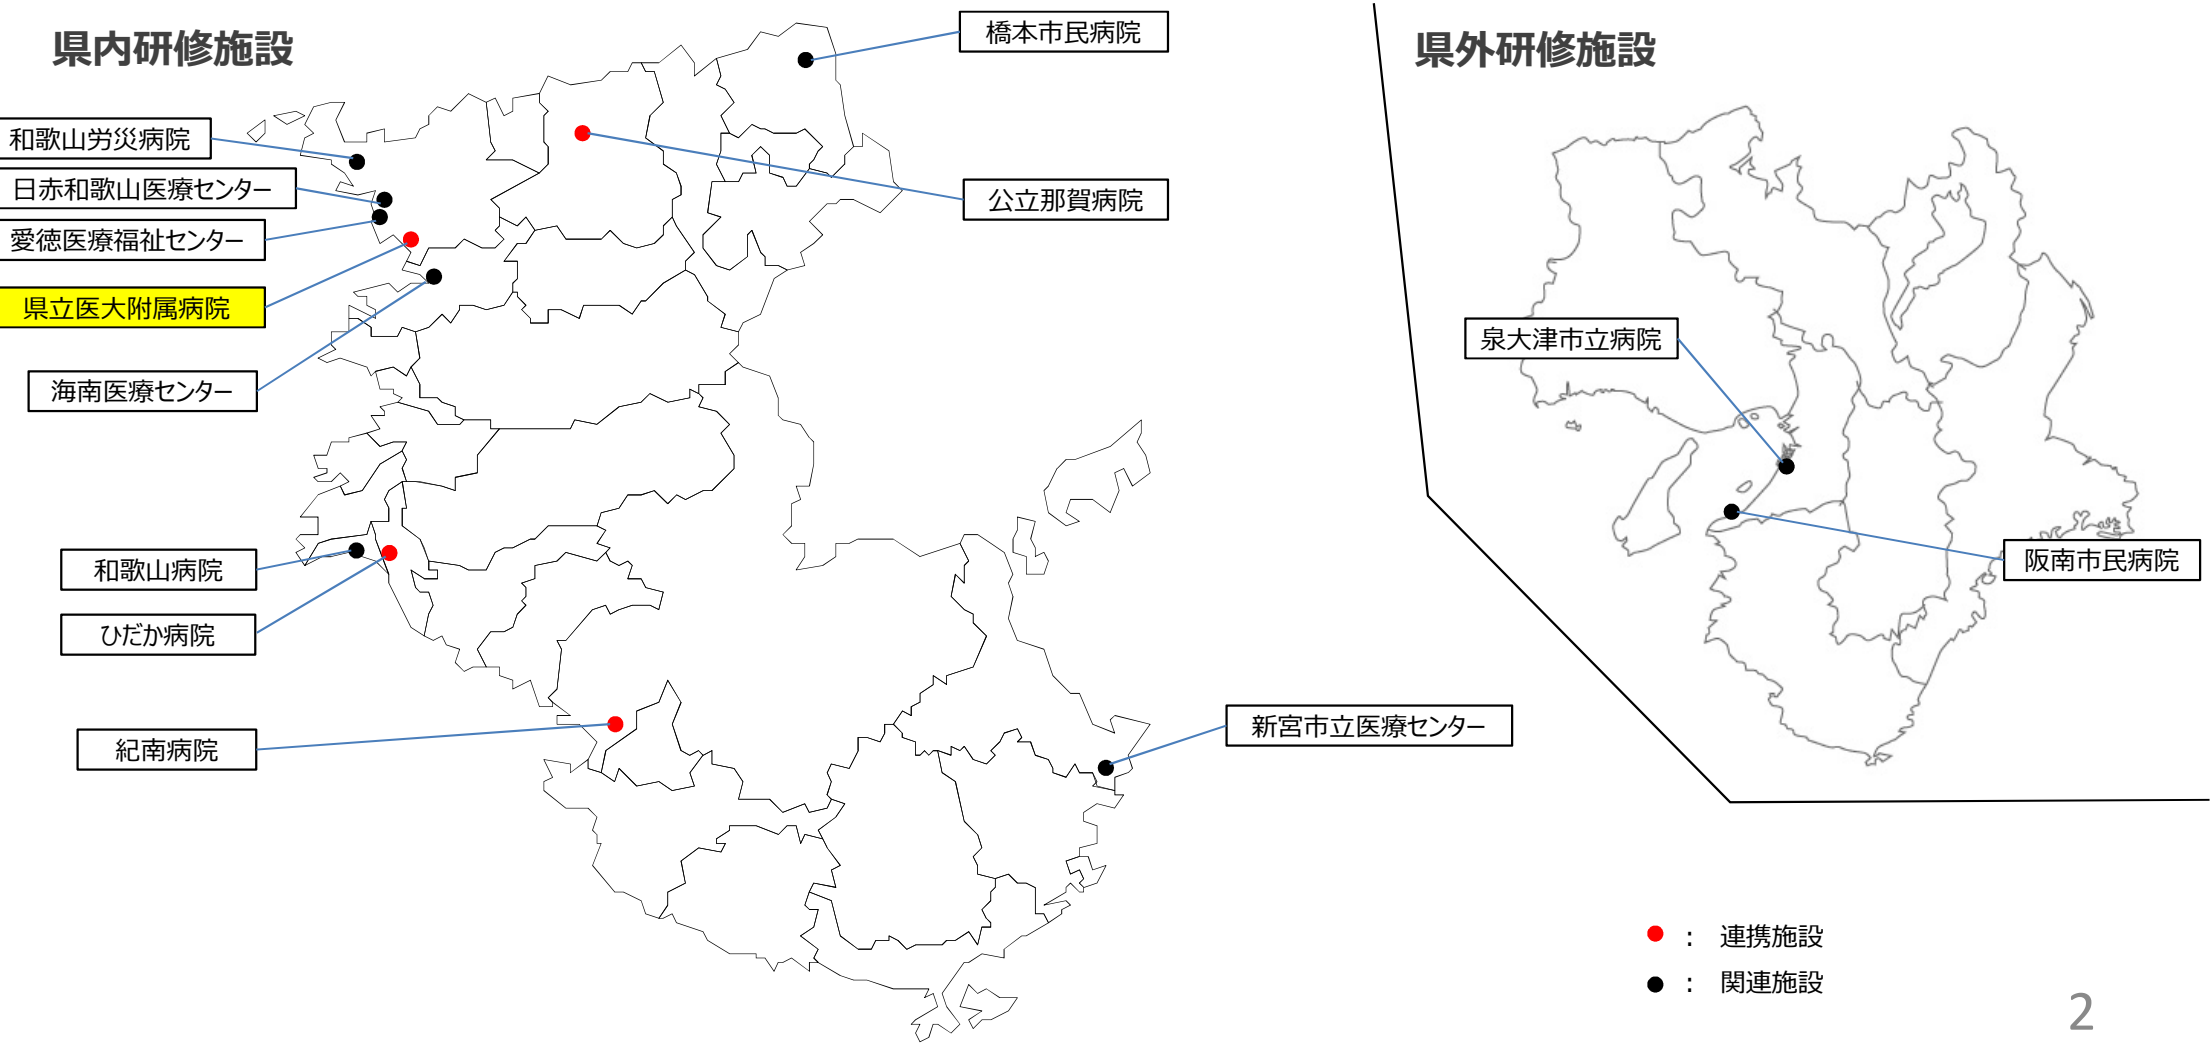 県内研修施設
橋本市民病院
和歌山労災病院
日赤和歌山医療センター
公立那賀病院
愛徳医療福祉センター
県立医大附属病院
海南医療センター
和歌山病院
ひだか病院
紀南病院
新宮市立医療センター
県外研修施設
泉大津市立病院
阪南市民病院
： 連携施設
： 関連施設
2